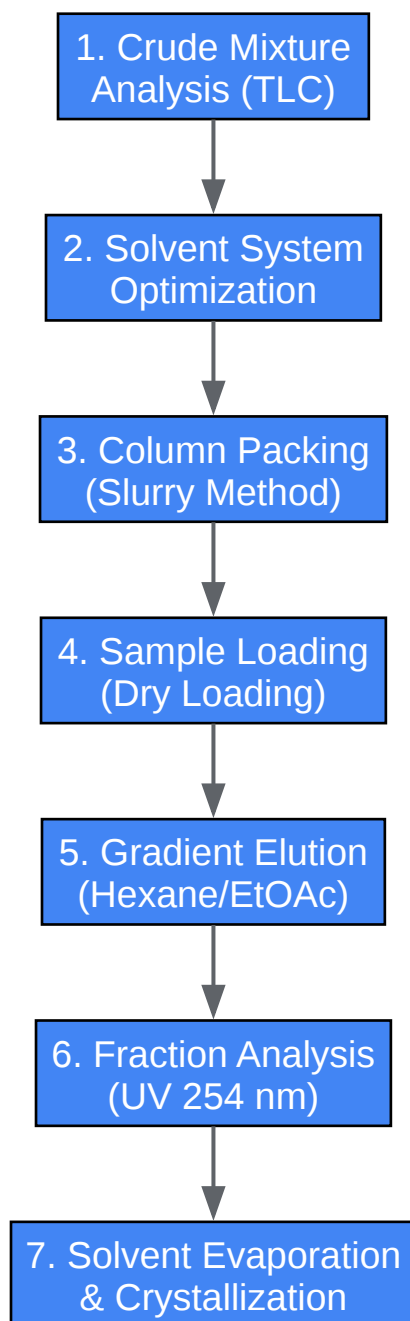 1. Crude Mixture
Analysis (TLC)
2. Solvent System
Optimization
3. Column Packing
(Slurry Method)
4. Sample Loading
(Dry Loading)
5. Gradient Elution
(Hexane/EtOAc)
6. Fraction Analysis
(UV 254 nm)
7. Solvent Evaporation
& Crystallization